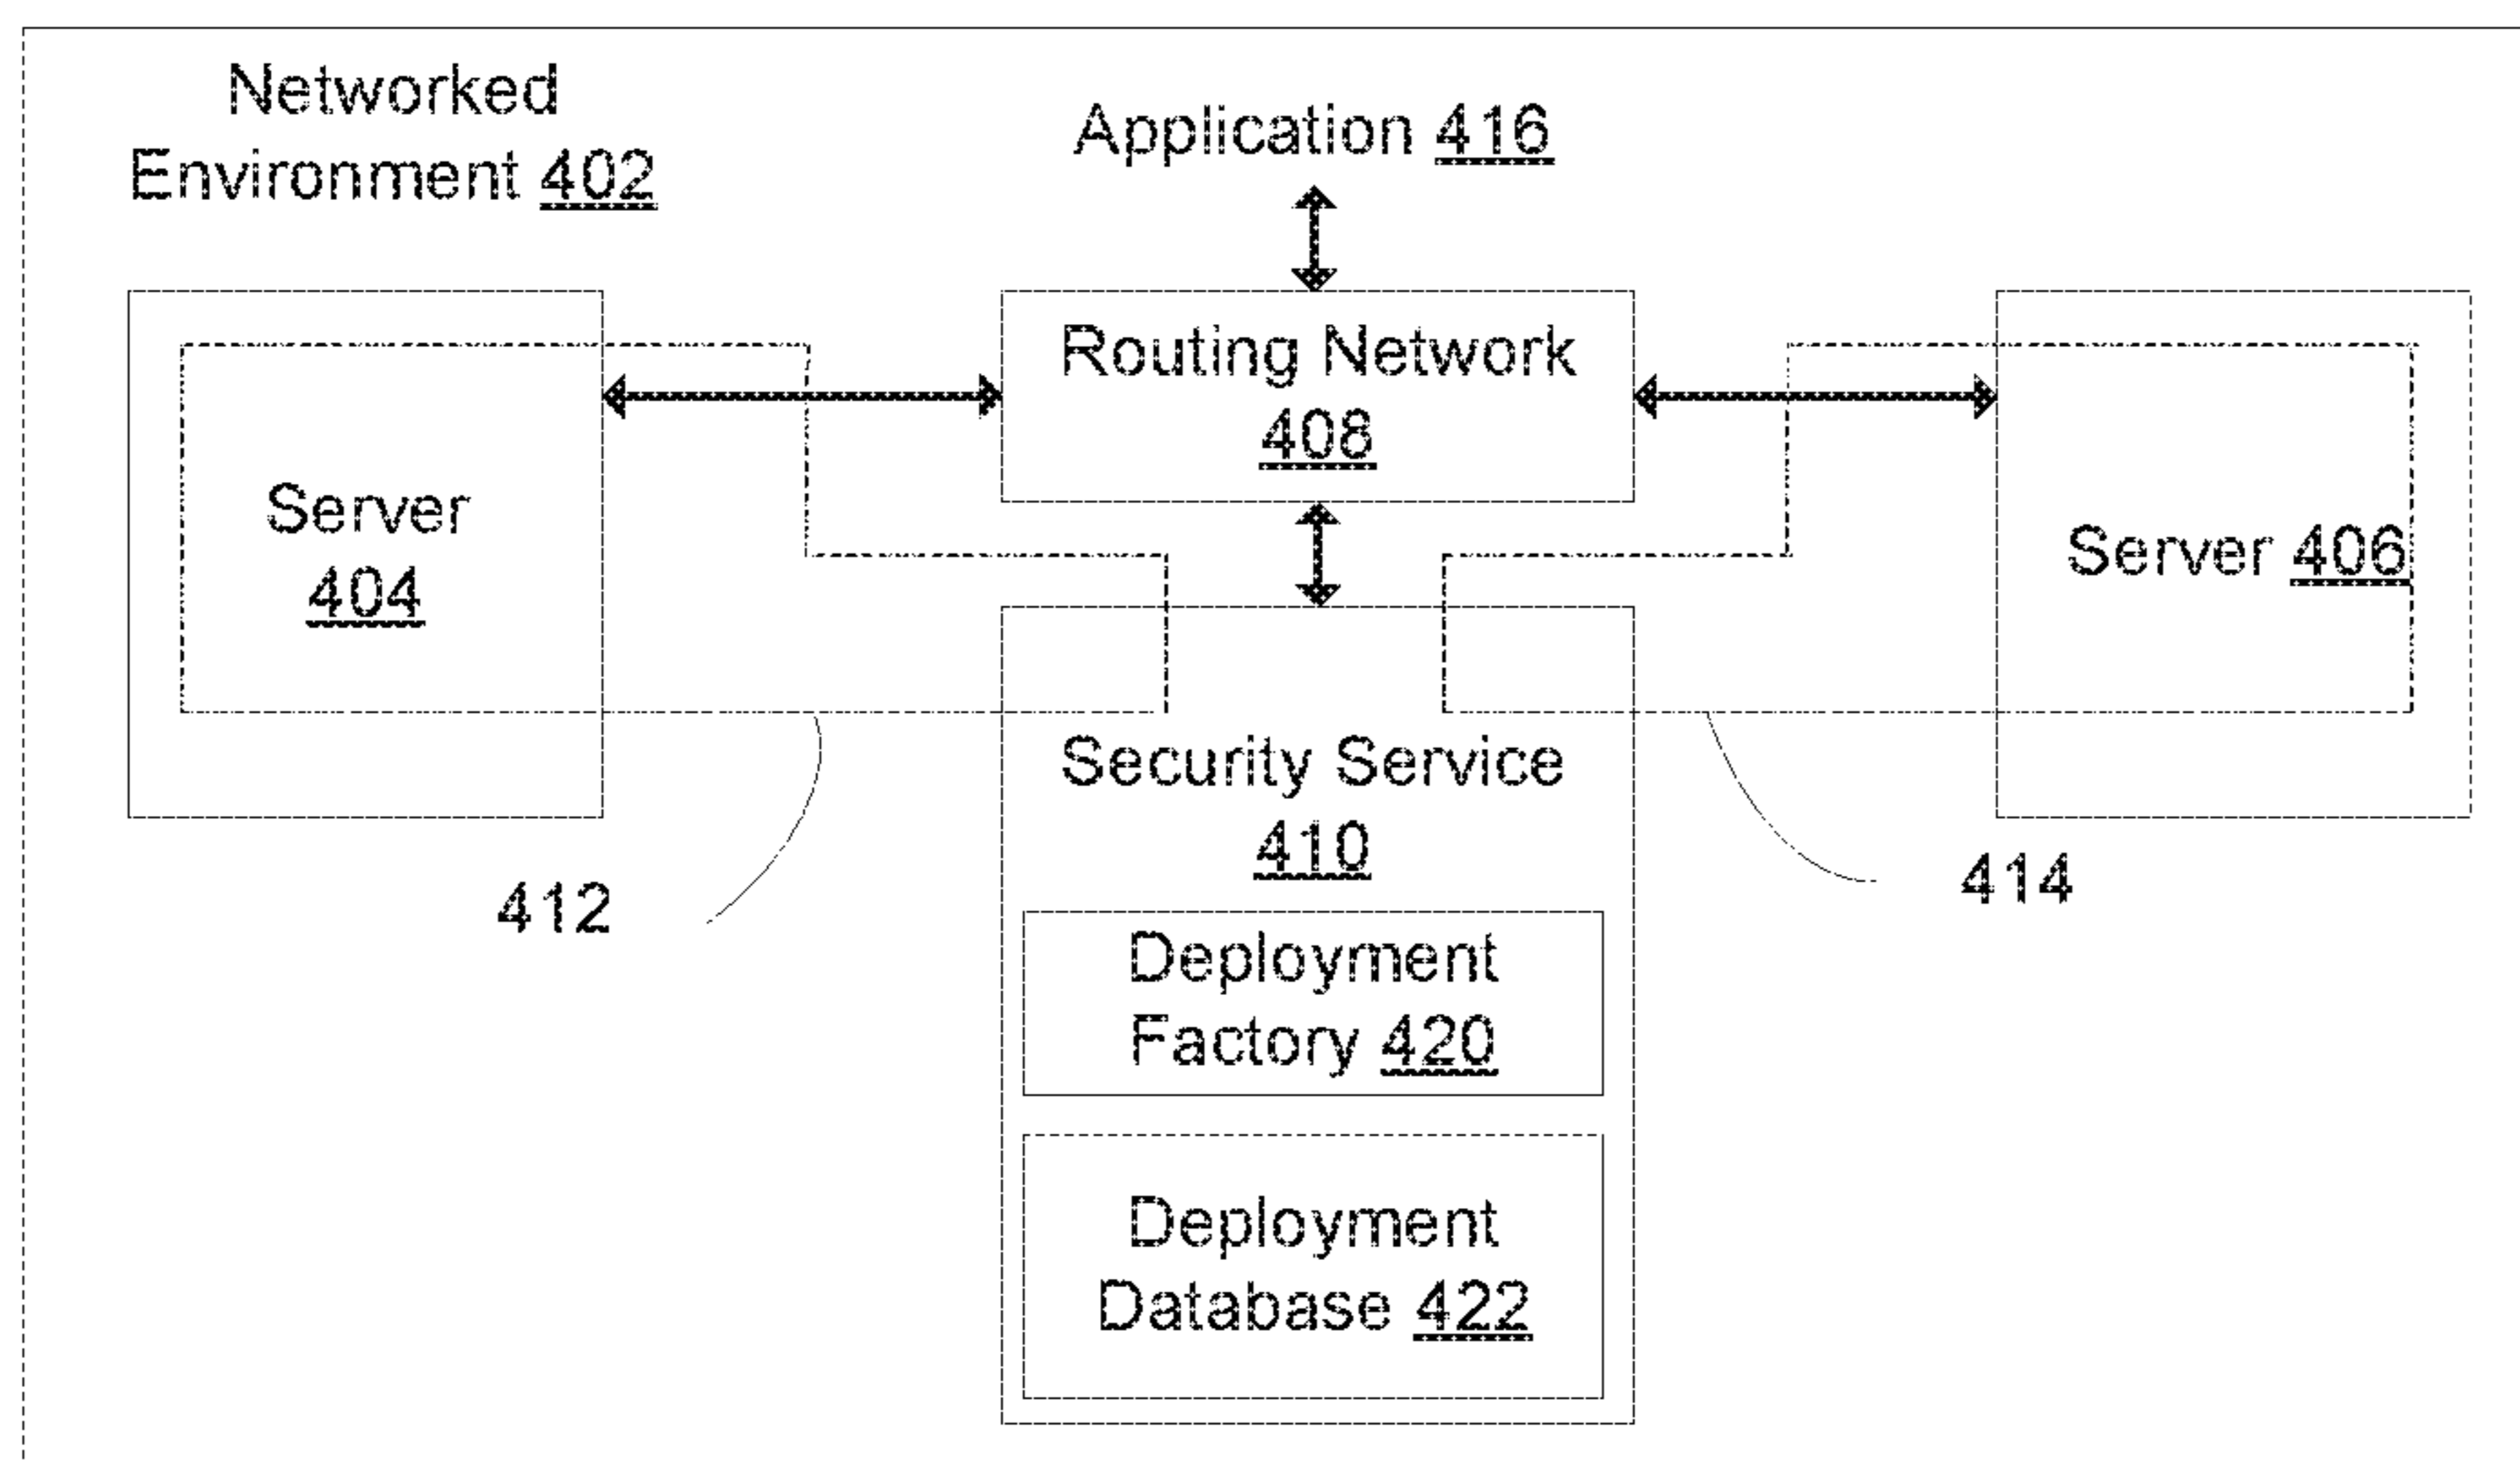 Networked
Environment 402
Application 416
Routing Network
408
Server
404
Server 406
Security Service
410
412
414
Deployment
Factory 420
Deployment
Database 422